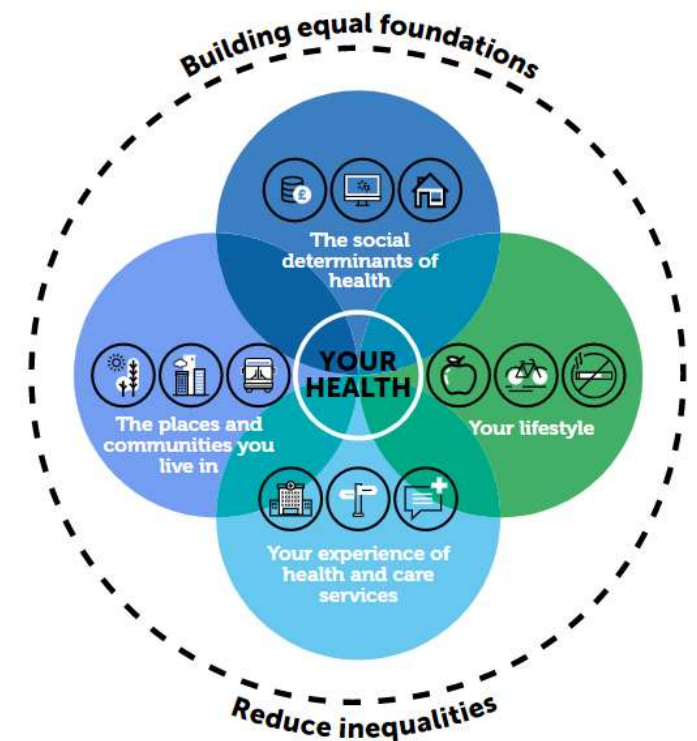 Building equal foundations
£
The social
determinants of
health
YOUR
HEALTH
The places and
communities you
live in
Your lifestyle
Your experience of
health and care
services
Reduce inequalities